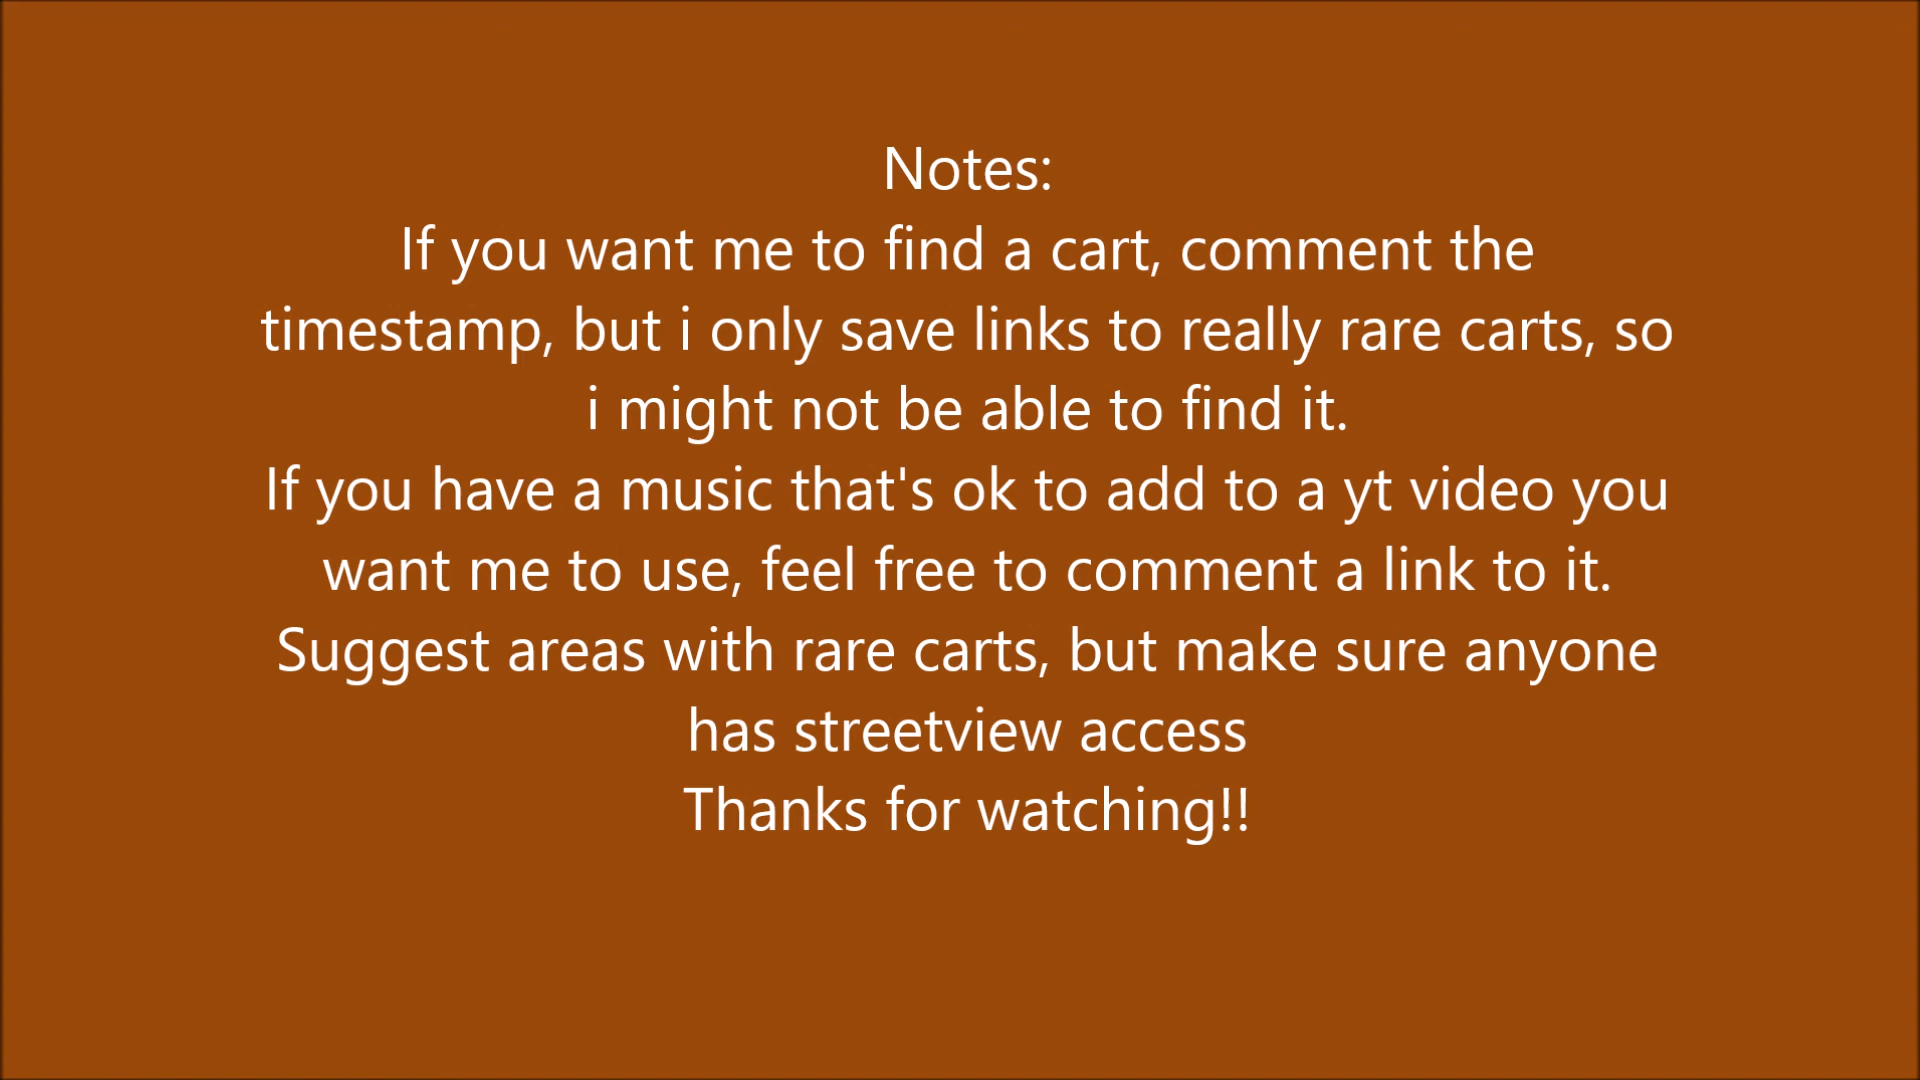 Notes:
If you want me to find a cart, comment the
timestamp, but i only save links to really rare carts, so
i might not be able to find it.
If you have a music that's ok to add to a yt video you
want me to use, feel free to comment a link to it.
Suggest areas with rare carts, but make sure anyone
has streetview access
Thanks for watching!!